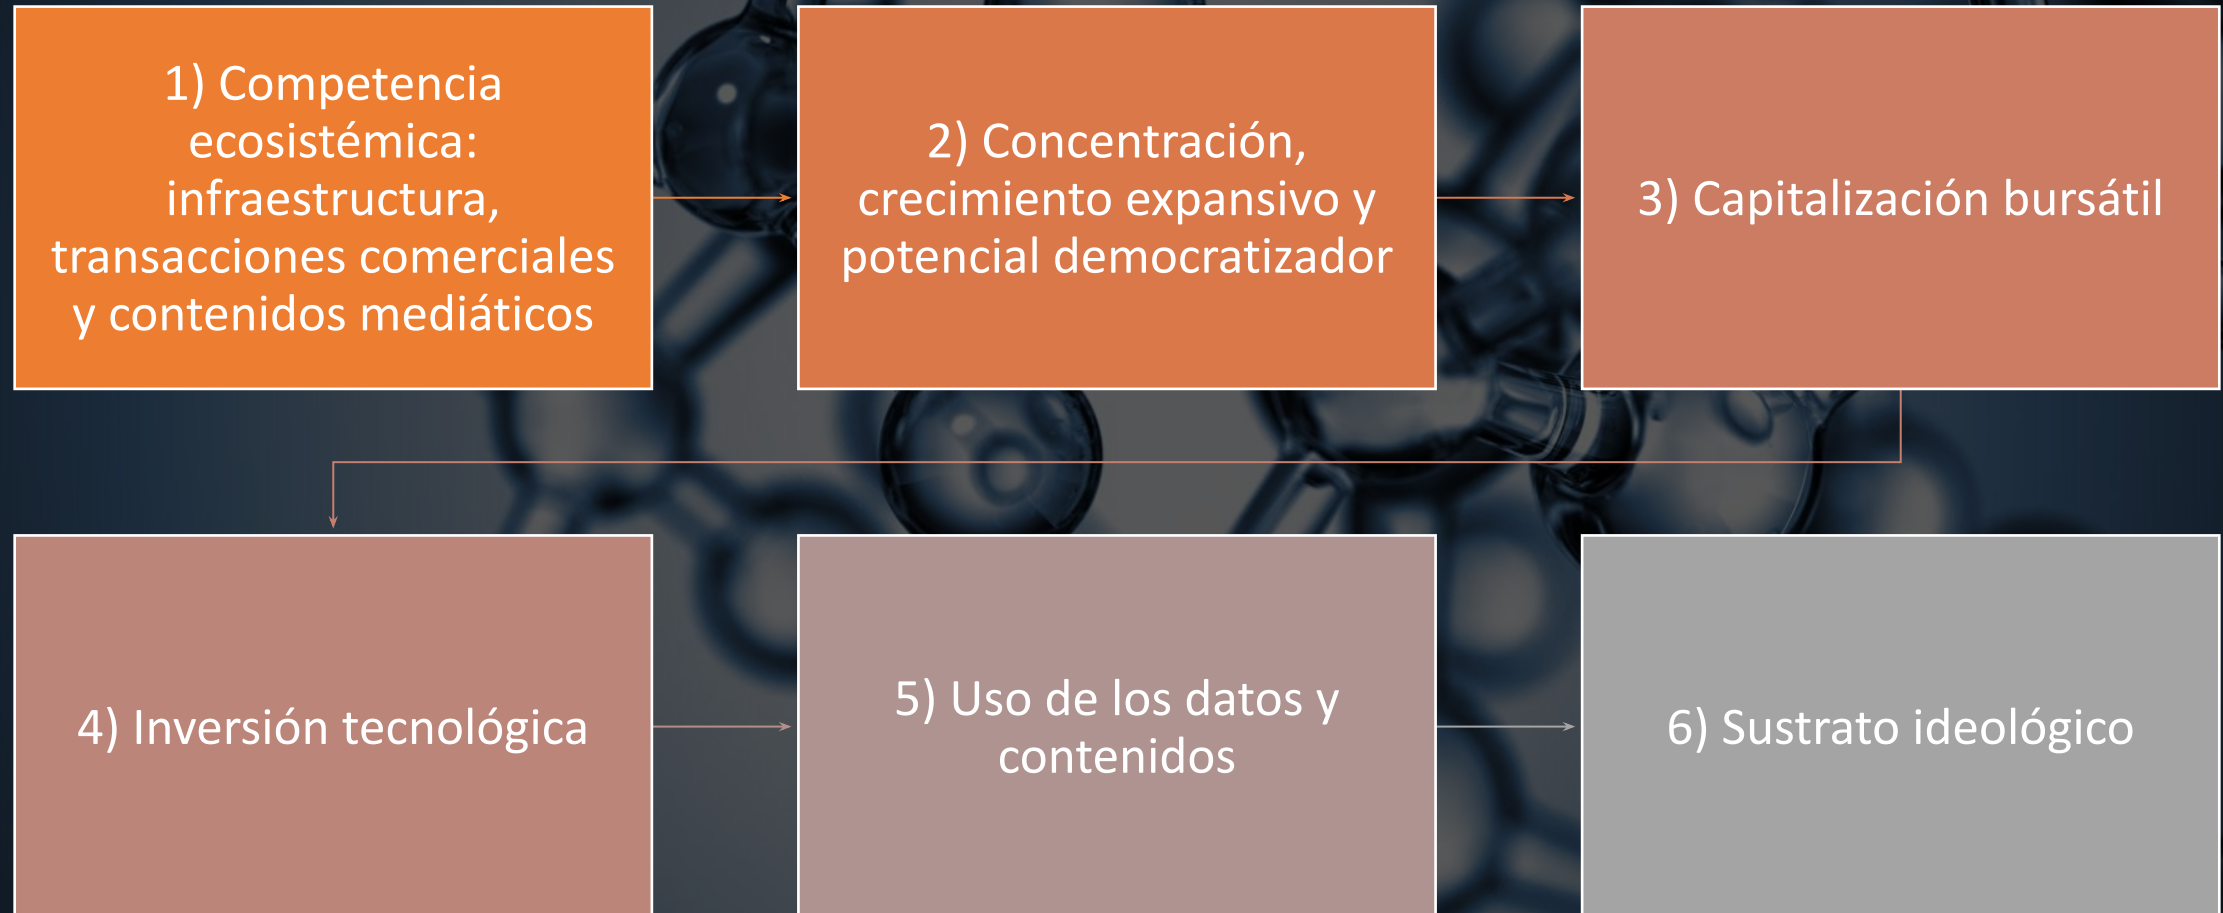 1) Competencia
ecosistémica:
infraestructura,
transacciones comerciales
y contenidos mediáticos
2) Concentración,
crecimiento expansivo y
potencial democratizador
3) Capitalización bursátil
4) Inversión tecnológica
5) Uso de los datos y
contenidos
6) Sustrato ideológico